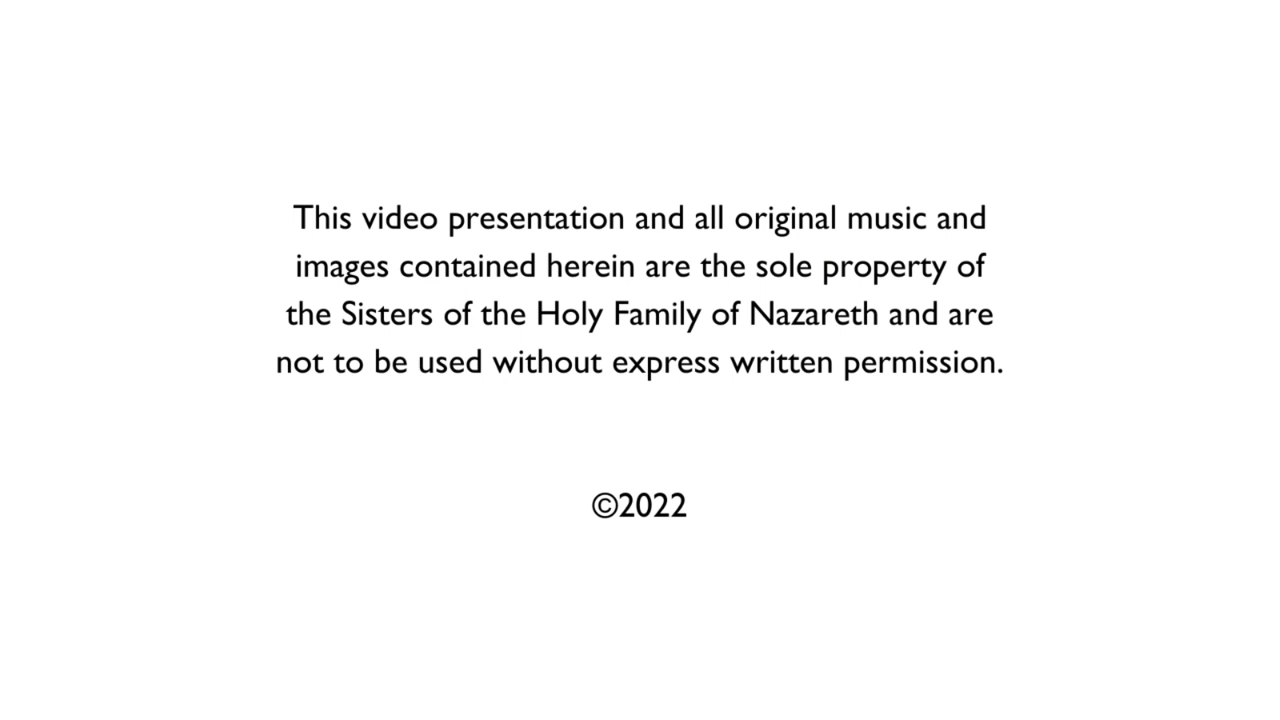 This video presentation and all original music and
images contained herein are the sole property of
the Sisters of the Holy Family of Nazareth and are
not to be used without express written permission.
©2022